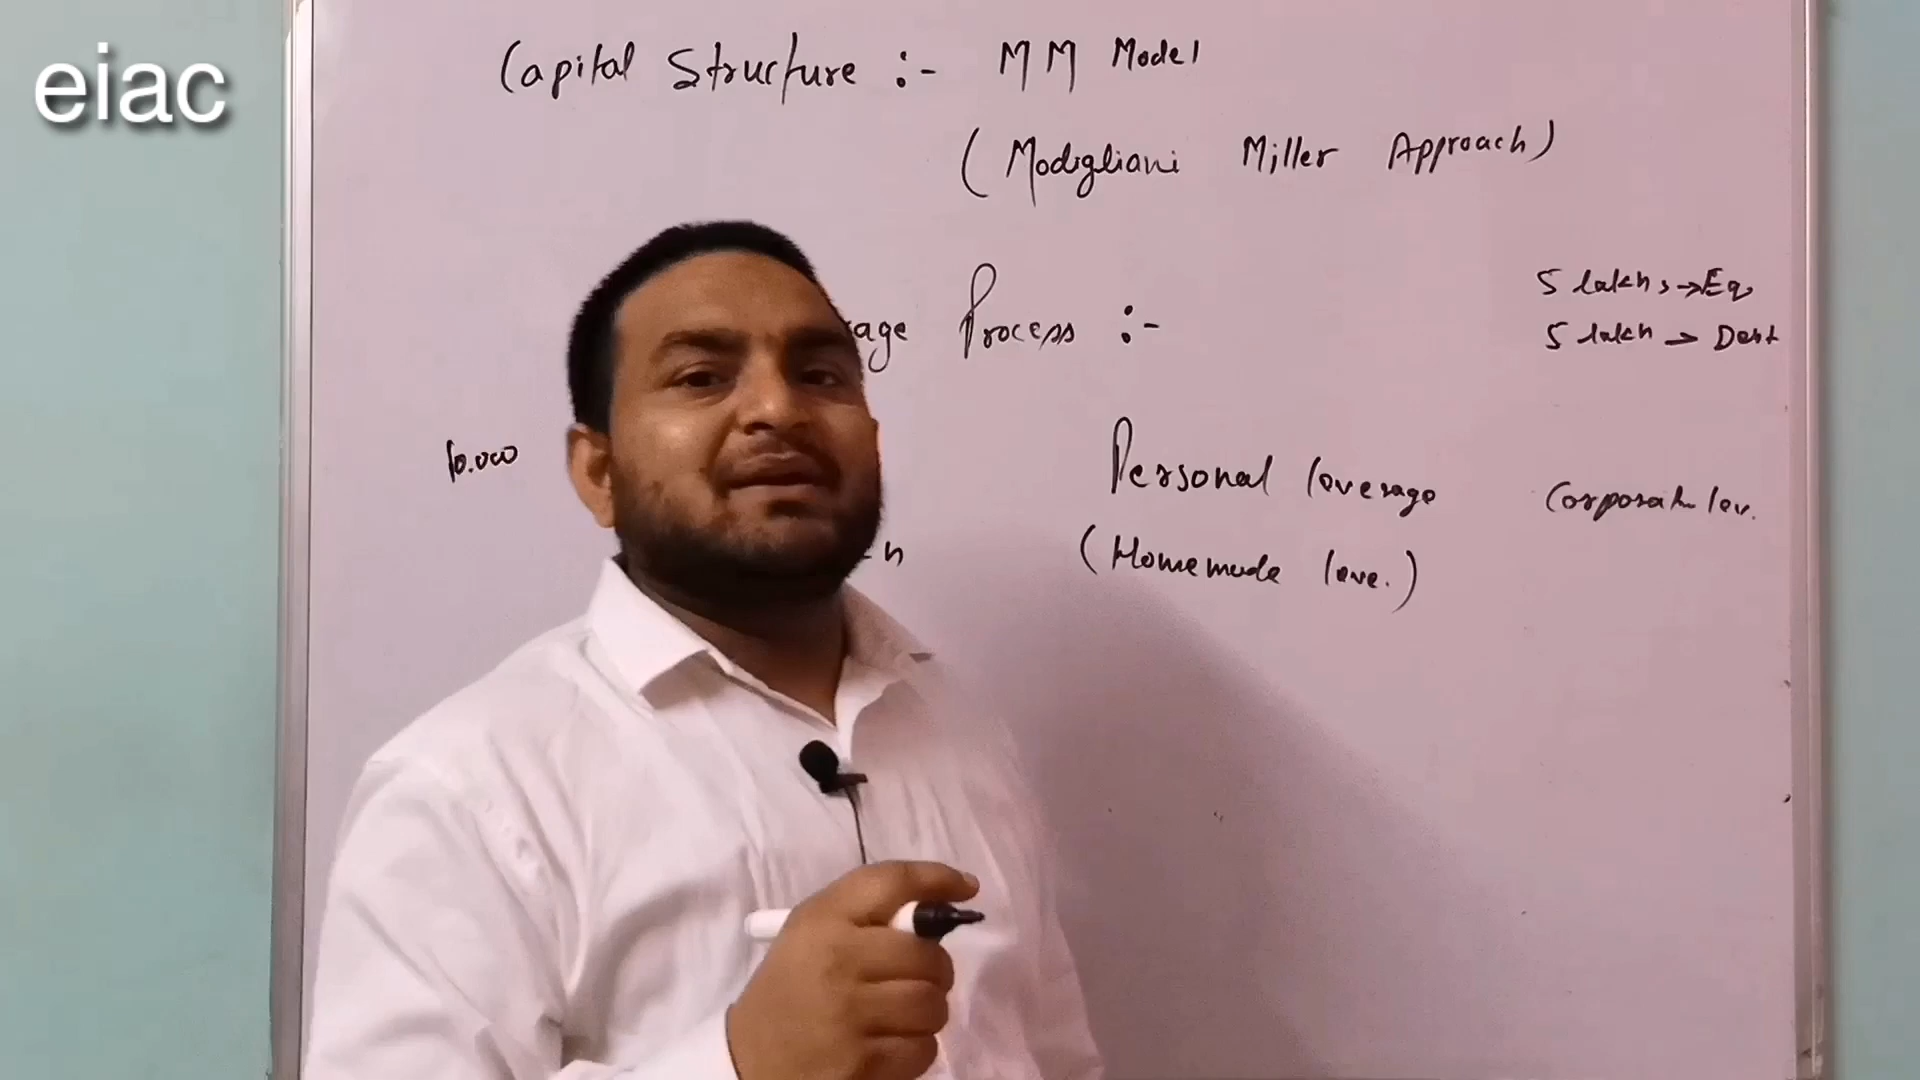 eiac
Capital Structure :- MM Model
(Modigliani Miller Approach)
age Process :-
5 lakhs → Eq
5 lakh → Debt
10.000
Personal leverage
Corporate lev.
(Homemade leve.)